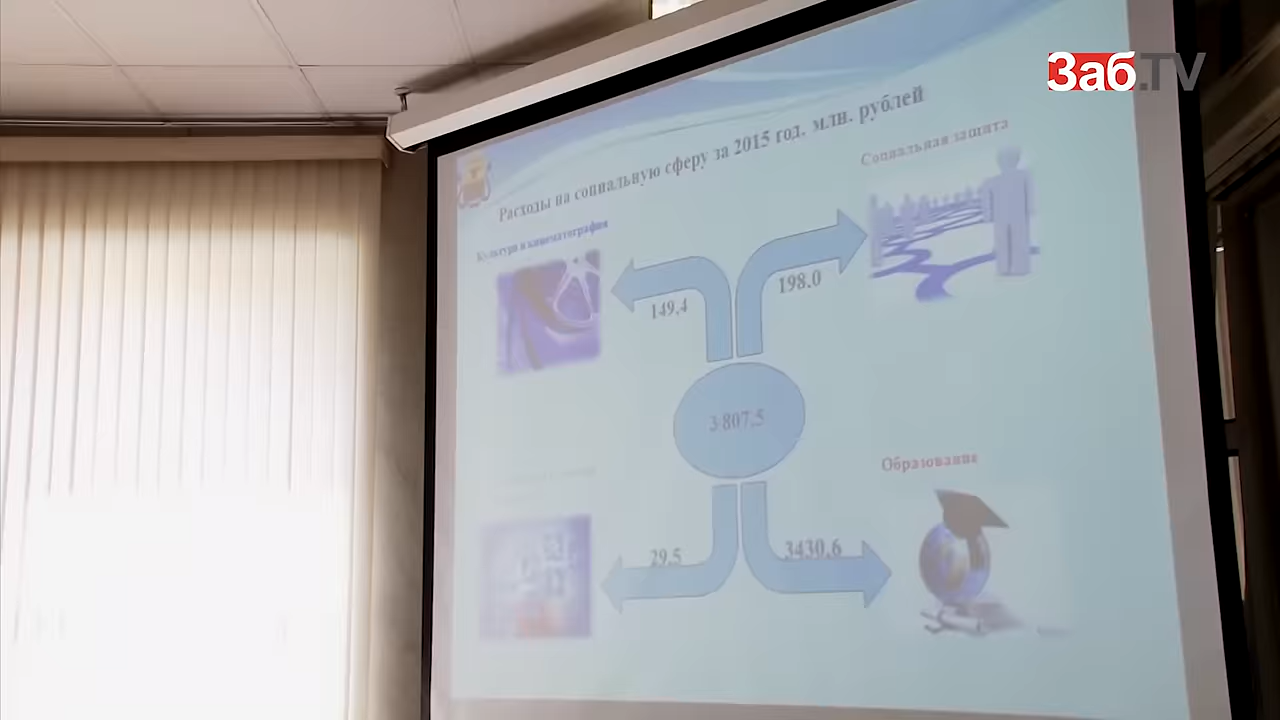 Заб.TV
Расходы на социальную сферу за 2015 год. млн. рублей
Социальная защита
Культура и кинематография
198,0
149,4
3 807,5
Образование
29,5
3430,6